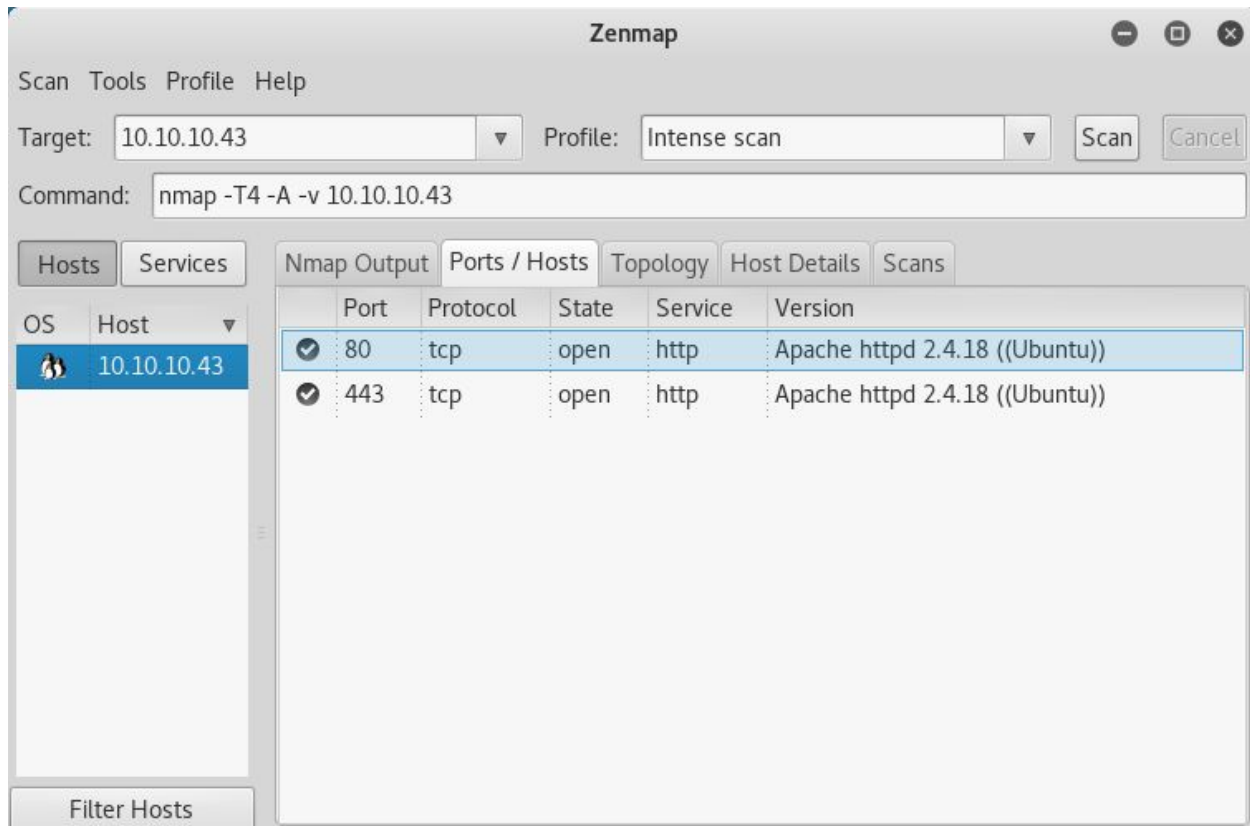 Zenmap
Scan Tools Profile Help
Target: 10.10.10.43 Profile: Intense scan Scan Cancel
Command: nmap -T4 -A -v 10.10.10.43
Hosts Services Nmap Output Ports / Hosts Topology Host Details Scans
OS Host Port Protocol State Service Version
10.10.10.43 80 tcp open http Apache httpd 2.4.18 ((Ubuntu))
443 tcp open http Apache httpd 2.4.18 ((Ubuntu))
Filter Hosts